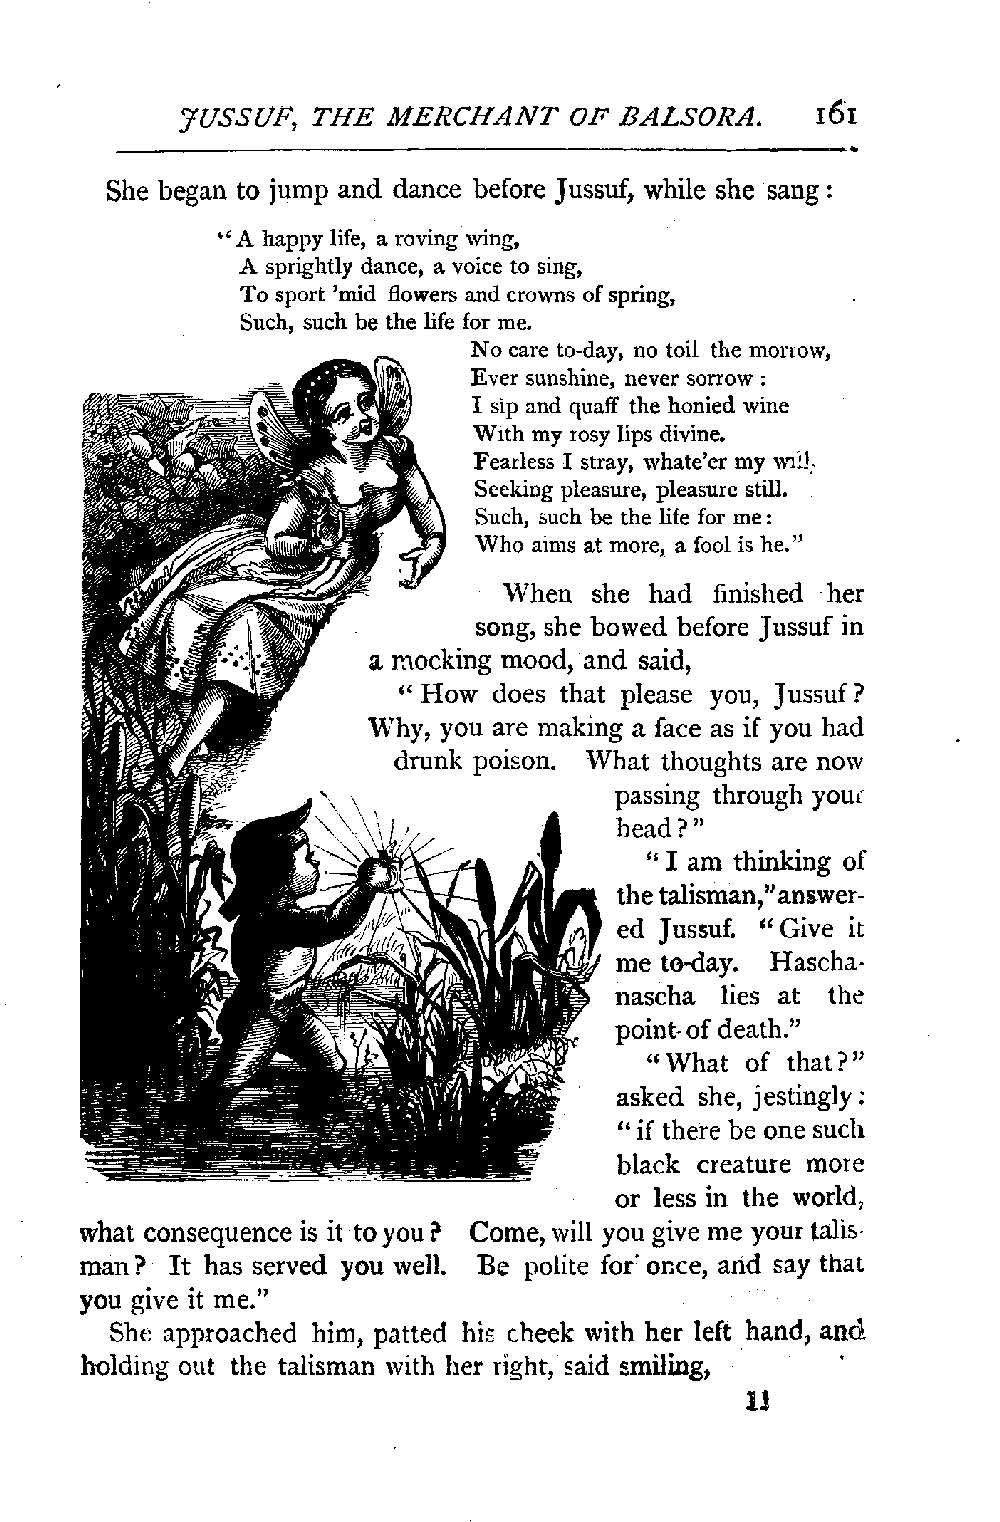 JUSSUF, THE MERCHANT OF BALSORA. 161
She began to jump and dance before Jussuf, while she sang:
"A happy life, a roving wing,
A sprightly dance, a voice to sing,
To sport 'mid flowers and crowns of spring,
Such, such be the life for me.
No care to-day, no toil the morrow,
Ever sunshine, never sorrow:
I sip and quaff the honied wine
With my rosy lips divine.
Fearless I stray, whate'er my will,
Seeking pleasure, pleasure still.
Such, such be the life for me:
Who aims at more, a fool is he."
When she had finished her
song, she bowed before Jussuf in
a mocking mood, and said,
"How does that please you, Jussuf?
Why, you are making a face as if you had
drunk poison. What thoughts are now
passing through your
head?"
"I am thinking of
the talisman," answer-
ed Jussuf. "Give it
me to-day. Hascha-
nascha lies at the
point of death."
"What of that?"
asked she, jestingly:
"if there be one such
black creature more
or less in the world,
what consequence is it to you? Come, will you give me your talis-
man? It has served you well. Be polite for once, and say that
you give it me."
She approached him, patted his cheek with her left hand, and
holding out the talisman with her right, said smiling,
11